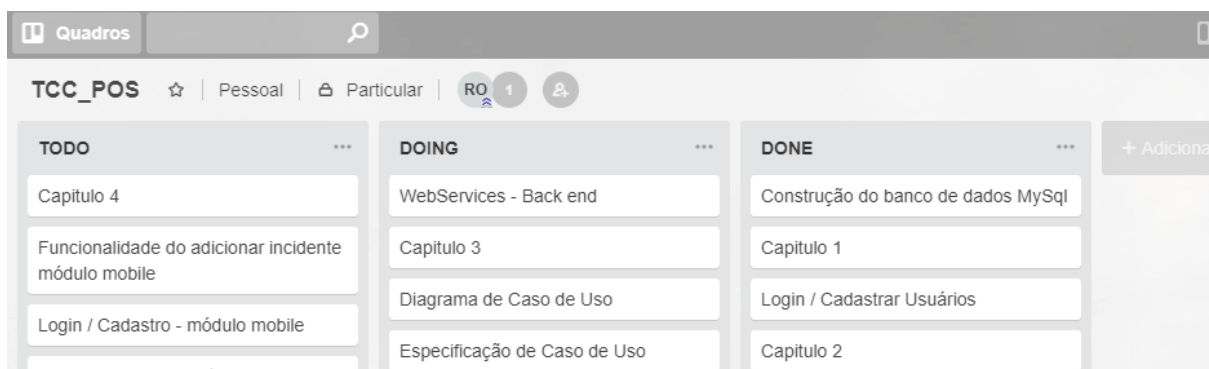 Quadros
TCC_POS
Pessoal
Particular
RO
1
TODO
Capitulo 4
Funcionalidade do adicionar incidente
módulo mobile
Login / Cadastro - módulo mobile
DOING
WebServices - Back end
Capitulo 3
Diagrama de Caso de Uso
Especificação de Caso de Uso
DONE
Construção do banco de dados MySql
Capitulo 1
Login / Cadastrar Usuários
Capitulo 2
+ Adiciona